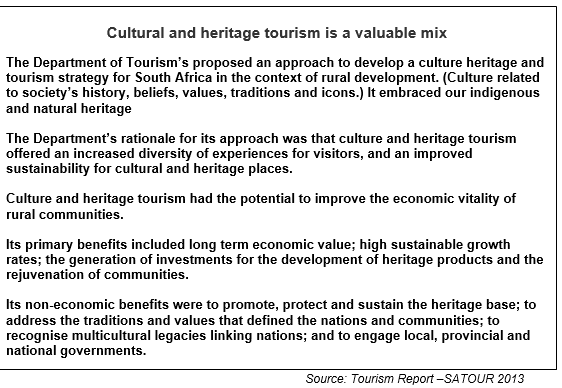 Cultural and heritage tourism is a valuable mix
The Department of Tourism's proposed an approach to develop a culture heritage and
tourism strategy for South Africa in the context of rural development. (Culture related
to society's history, beliefs, values, traditions and icons.) It embraced our indigenous
and natural heritage
The Department's rationale for its approach was that culture and heritage tourism
offered an increased diversity of experiences for visitors, and an improved
sustainability for cultural and heritage places.
Culture and heritage tourism had the potential to improve the economic vitality of
rural communities.
Its primary benefits included long term economic value; high sustainable growth
rates; the generation of investments for the development of heritage products and the
rejuvenation of communities.
Its non-economic benefits were to promote, protect and sustain the heritage base; to
address the traditions and values that defined the nations and communities; to
recognise multicultural legacies linking nations; and to engage local, provincial and
national governments.
Source: Tourism Report –SATOUR 2013